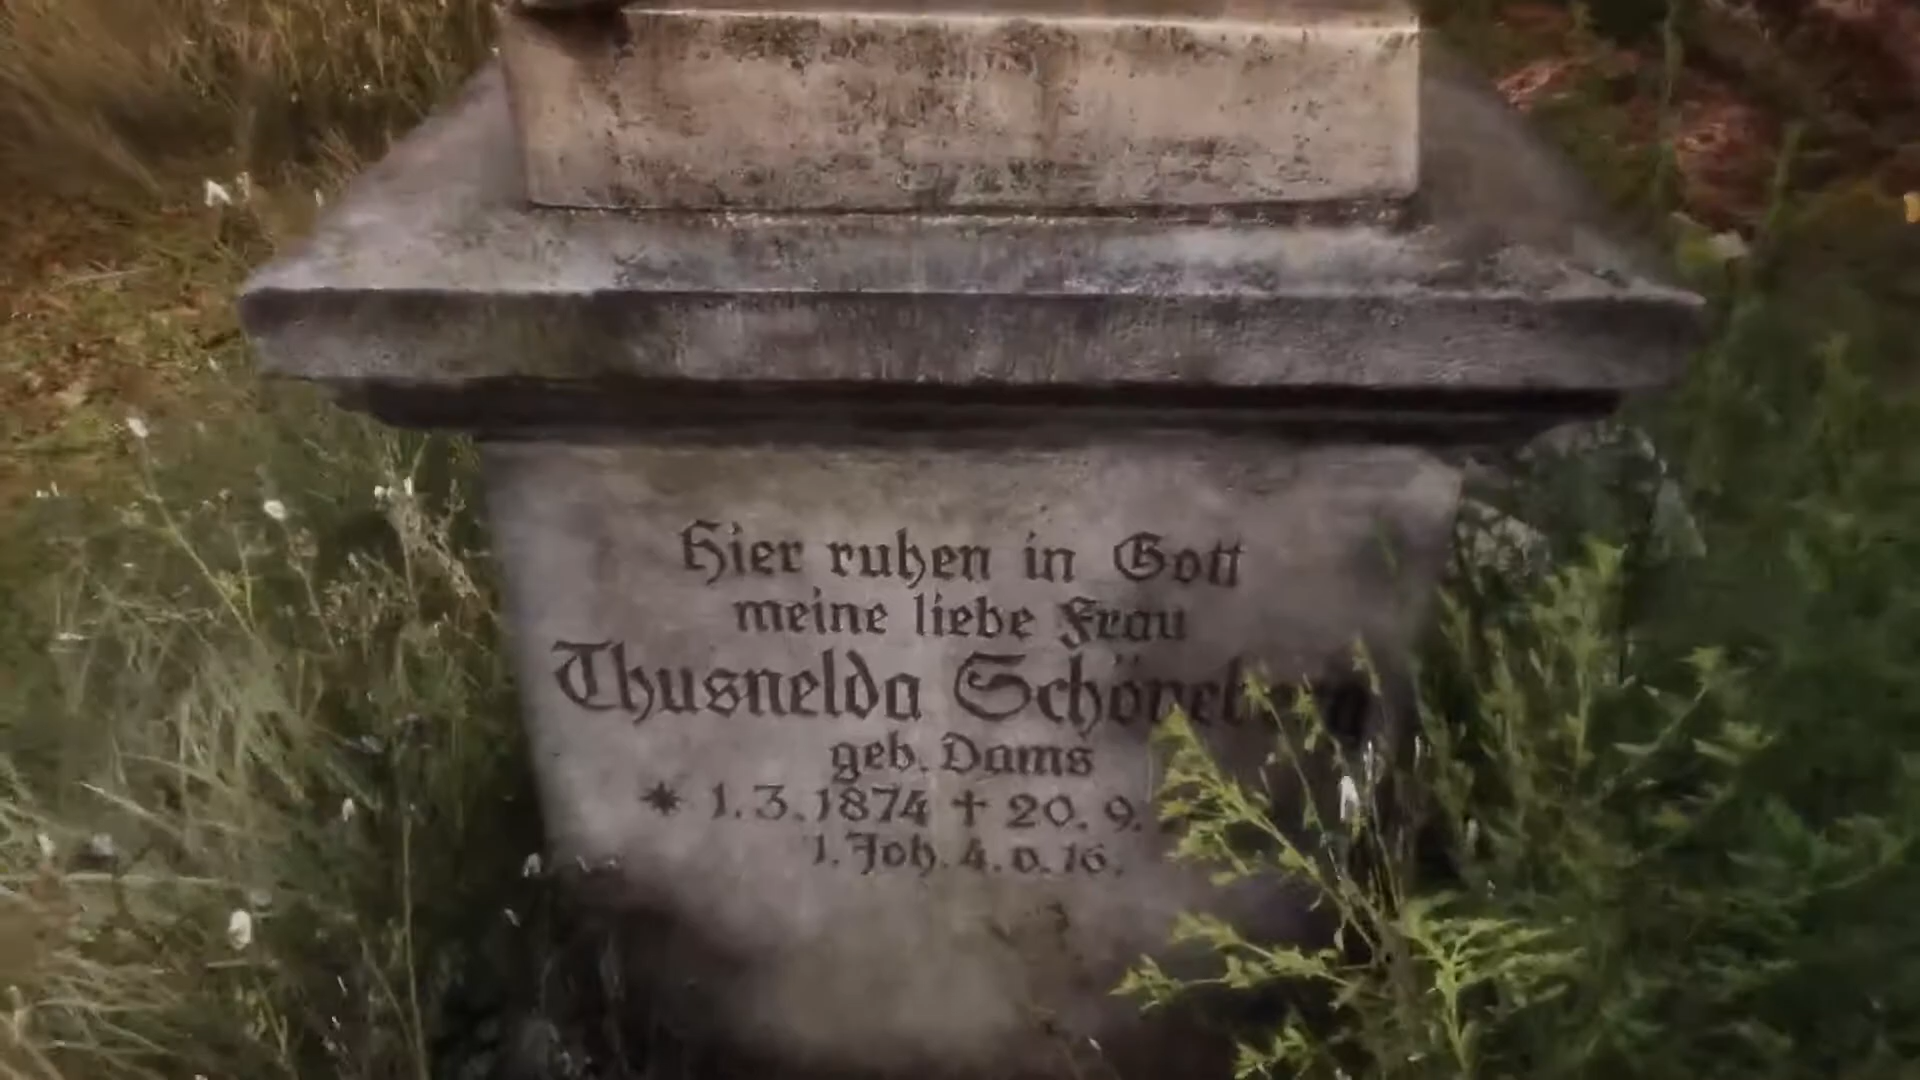 Hier ruhen in Gott
meine liebe Frau
Thusnelda Schöneberg
geb. Dams
* 1.3.1874 † 20. 9.
1. Joh. 4. v. 16.